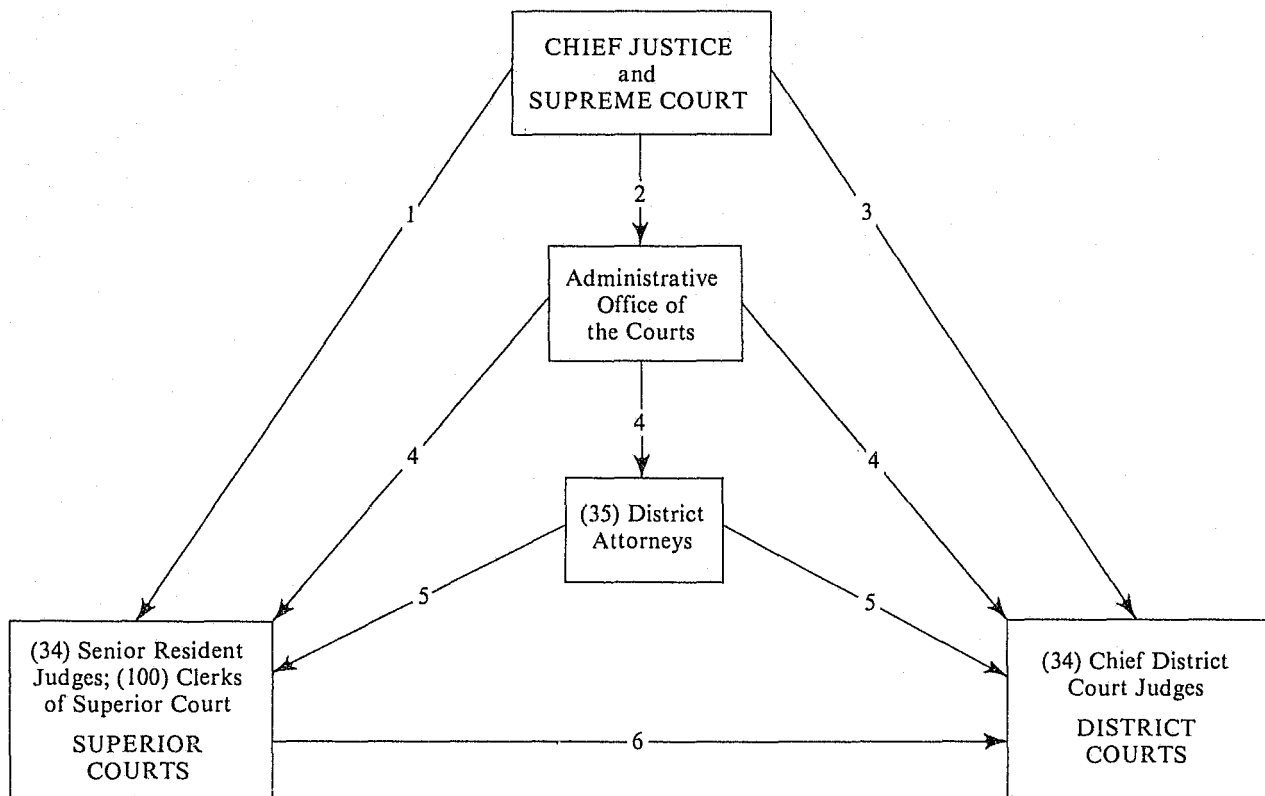 CHIEF JUSTICE
and
SUPREME COURT
1
2
3
Administrative
Office of
the Courts
4
4
4
(35) District
Attorneys
5
5
(34) Senior Resident
Judges; (100) Clerks
of Superior Court
SUPERIOR
COURTS
6
(34) Chief District
Court Judges
DISTRICT
COURTS